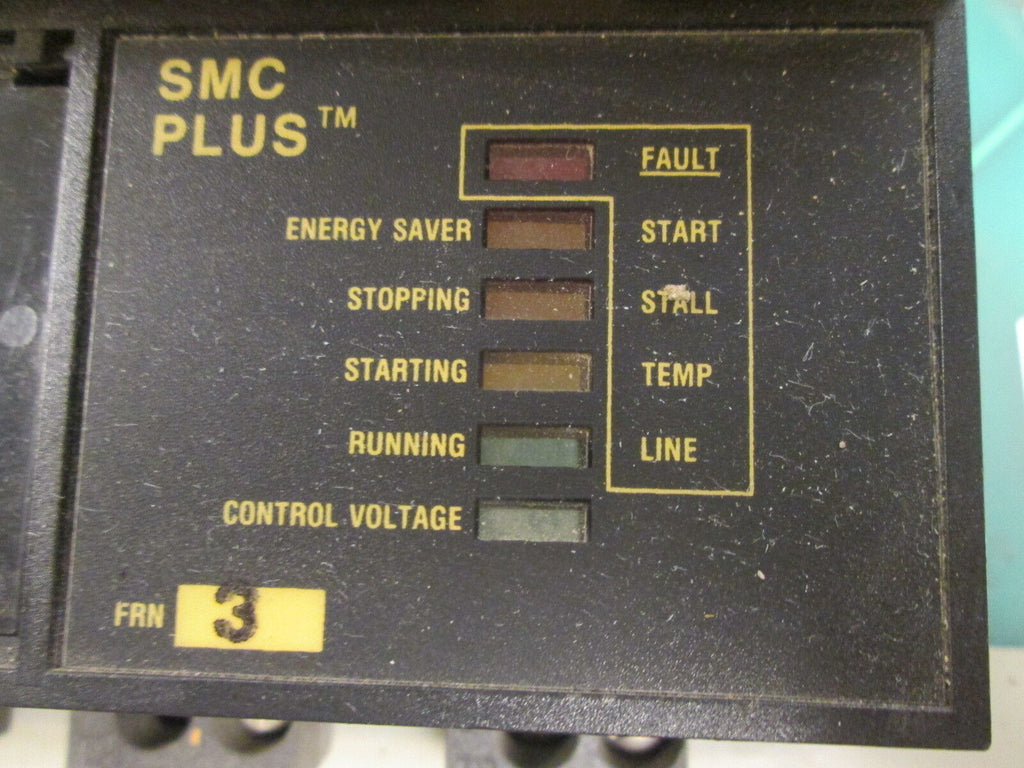 SMC
PLUS™
FAULT
ENERGY SAVER START
STOPPING STALL
STARTING TEMP
RUNNING LINE
CONTROL VOLTAGE
FRN 3